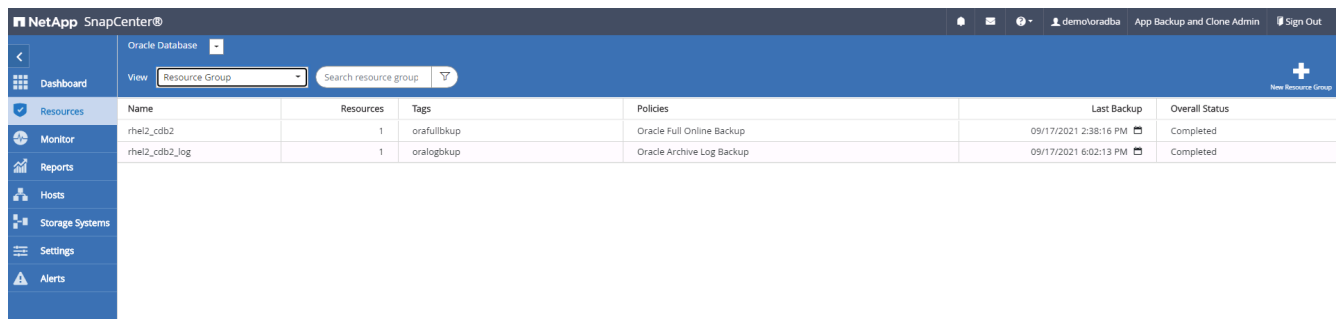 NetApp SnapCenter®
demo\oradba App Backup and Clone Admin Sign Out
Oracle Database
View Resource Group Search resource group
New Resource Group
Dashboard
Resources
Monitor
Reports
Hosts
Storage Systems
Settings
Alerts
Name Resources Tags Policies Last Backup Overall Status
rhel2_cdb2 1 orafullbkup Oracle Full Online Backup 09/17/2021 2:38:16 PM Completed
rhel2_cdb2_log 1 oralogbkup Oracle Archive Log Backup 09/17/2021 6:02:13 PM Completed